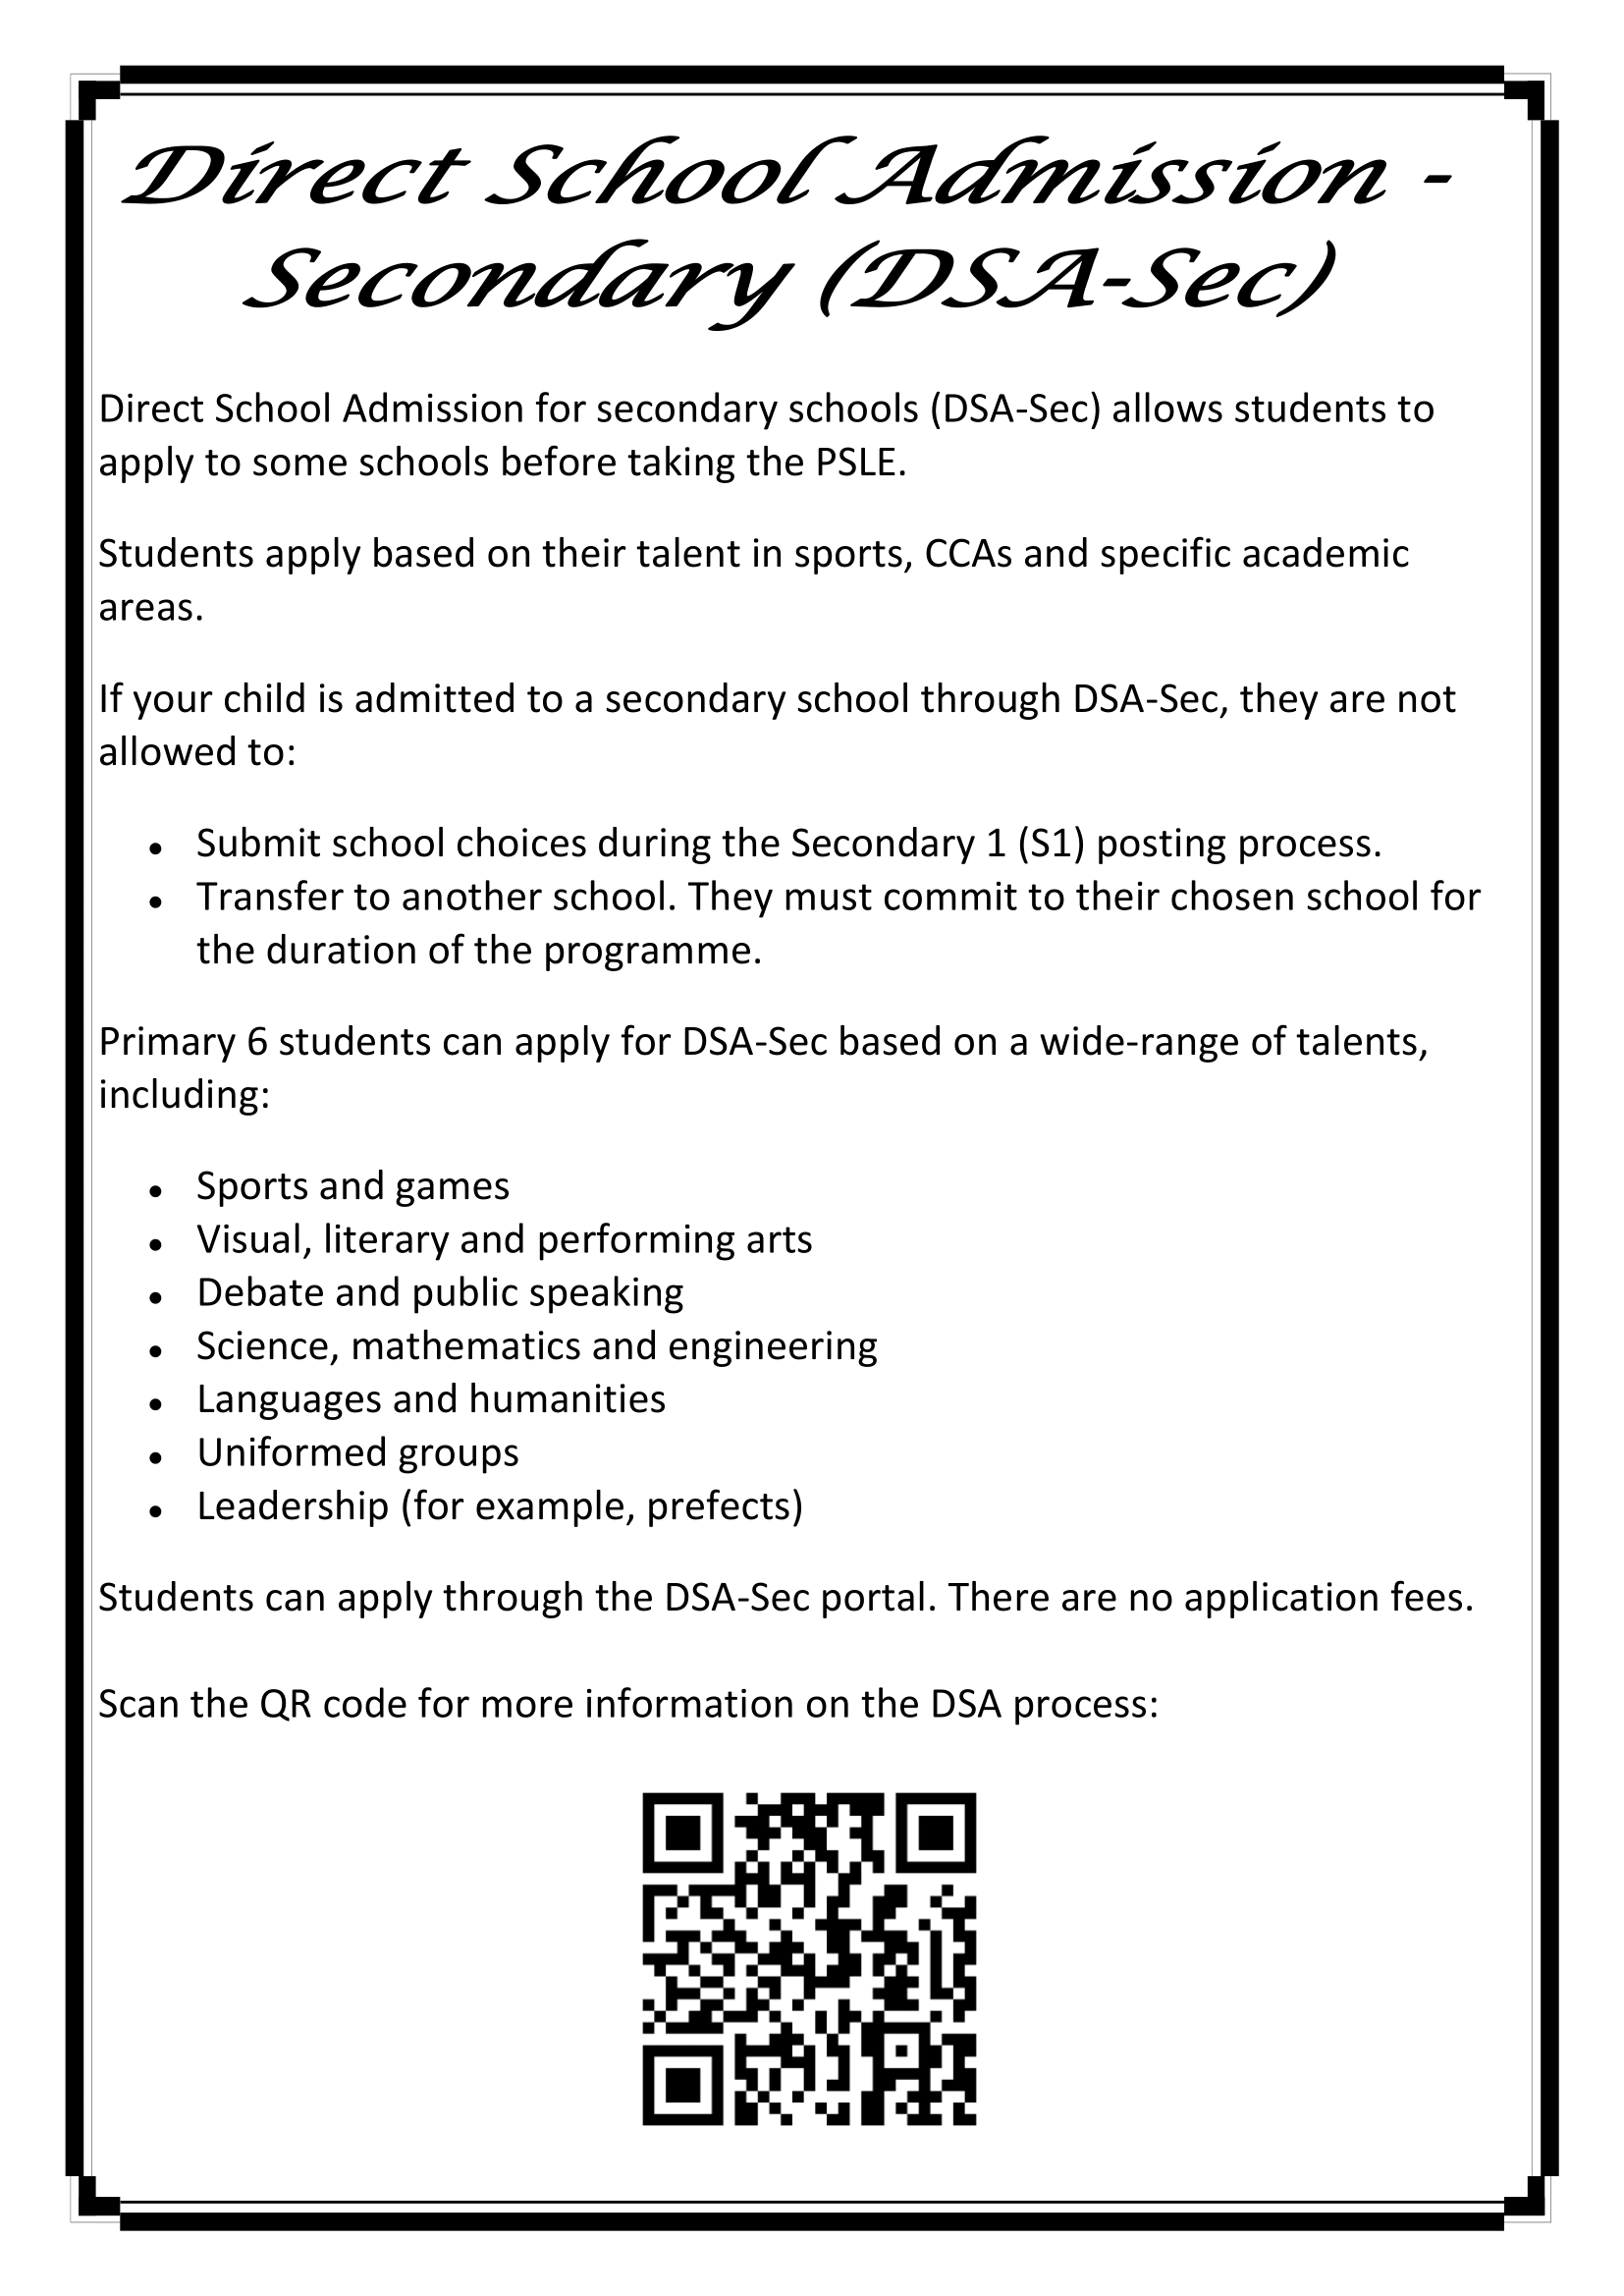 Direct School Admission -
Secondary (DSA-Sec)
Direct School Admission for secondary schools (DSA-Sec) allows students to
apply to some schools before taking the PSLE.
Students apply based on their talent in sports, CCAs and specific academic
areas.
If your child is admitted to a secondary school through DSA-Sec, they are not
allowed to:
• Submit school choices during the Secondary 1 (S1) posting process.
• Transfer to another school. They must commit to their chosen school for
the duration of the programme.
Primary 6 students can apply for DSA-Sec based on a wide-range of talents,
including:
• Sports and games
• Visual, literary and performing arts
• Debate and public speaking
• Science, mathematics and engineering
• Languages and humanities
• Uniformed groups
• Leadership (for example, prefects)
Students can apply through the DSA-Sec portal. There are no application fees.
Scan the QR code for more information on the DSA process: